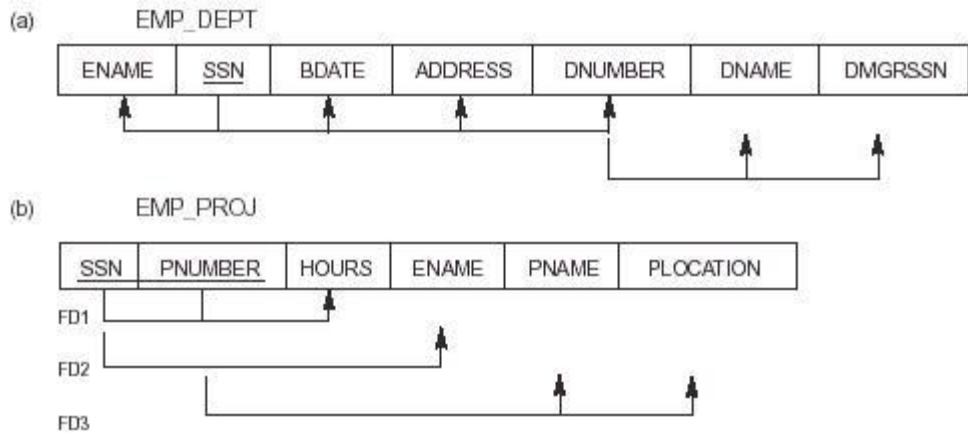 (a) EMP_DEPT
ENAME SSN BDATE ADDRESS DNUMBER DNAME DMGRSSN
(b) EMP_PROJ
SSN PNUMBER HOURS ENAME PNAME PLOCATION
FD1
FD2
FD3